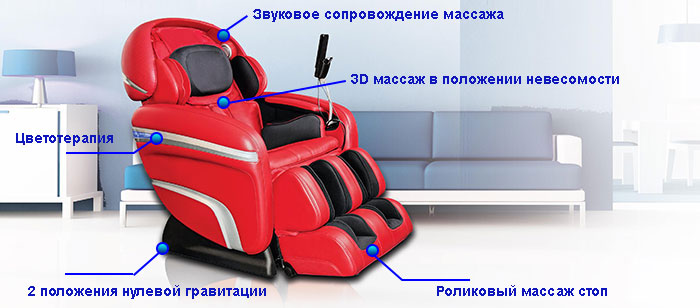 Звуковое сопровождение массажа
3D массаж в положении невесомости
Цветотерапия
2 положения нулевой гравитации
Роликовый массаж стоп